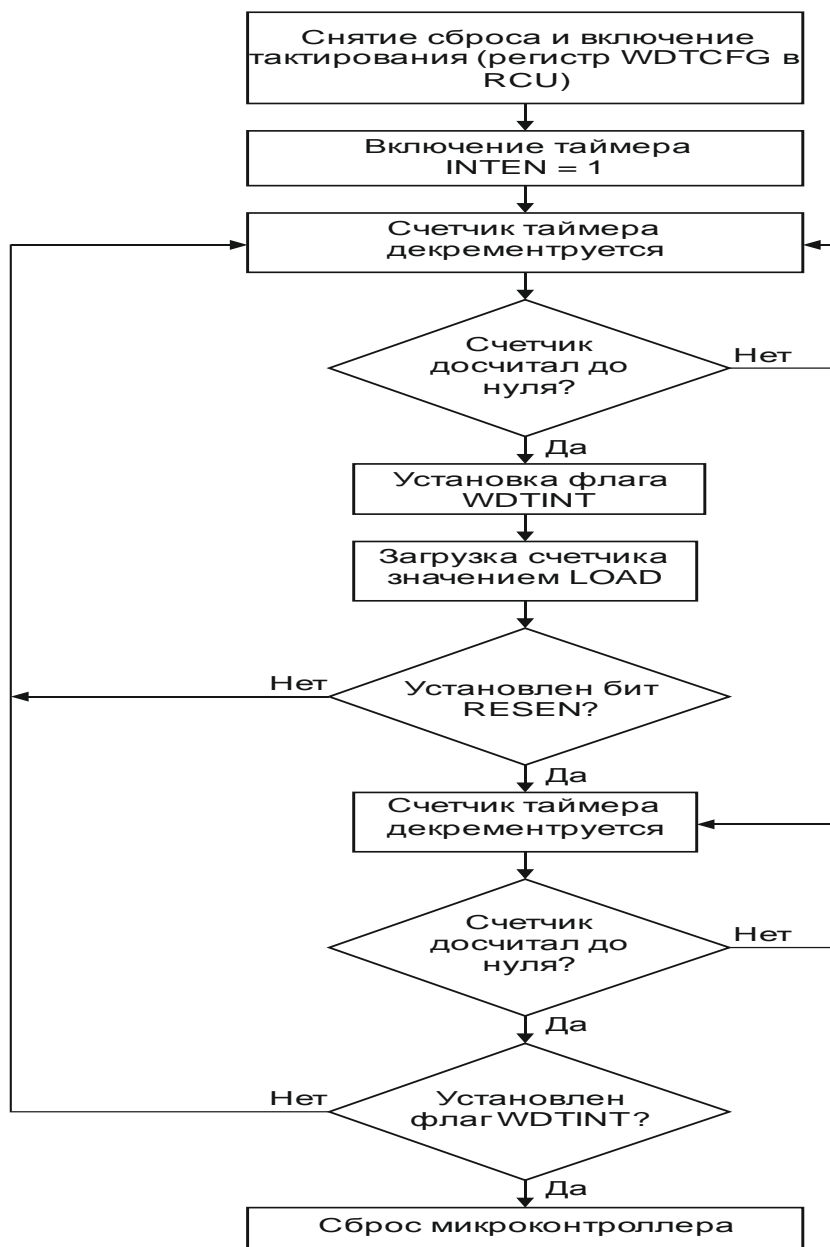 Снятие сброса и включение
тактирования (регистр WDTCFG в
RCU)
Включение таймера
INTEN = 1
Счетчик таймера
декрементруется
Счетчик
досчитал до
нуля?
Нет
Да
Установка флага
WDTINT
Загрузка счетчика
значением LOAD
Нет
Установлен бит
RESEN?
Да
Счетчик таймера
декрементруется
Счетчик
досчитал до
нуля?
Нет
Да
Нет
Установлен
флаг WDTINT?
Да
Сброс микроконтроллера